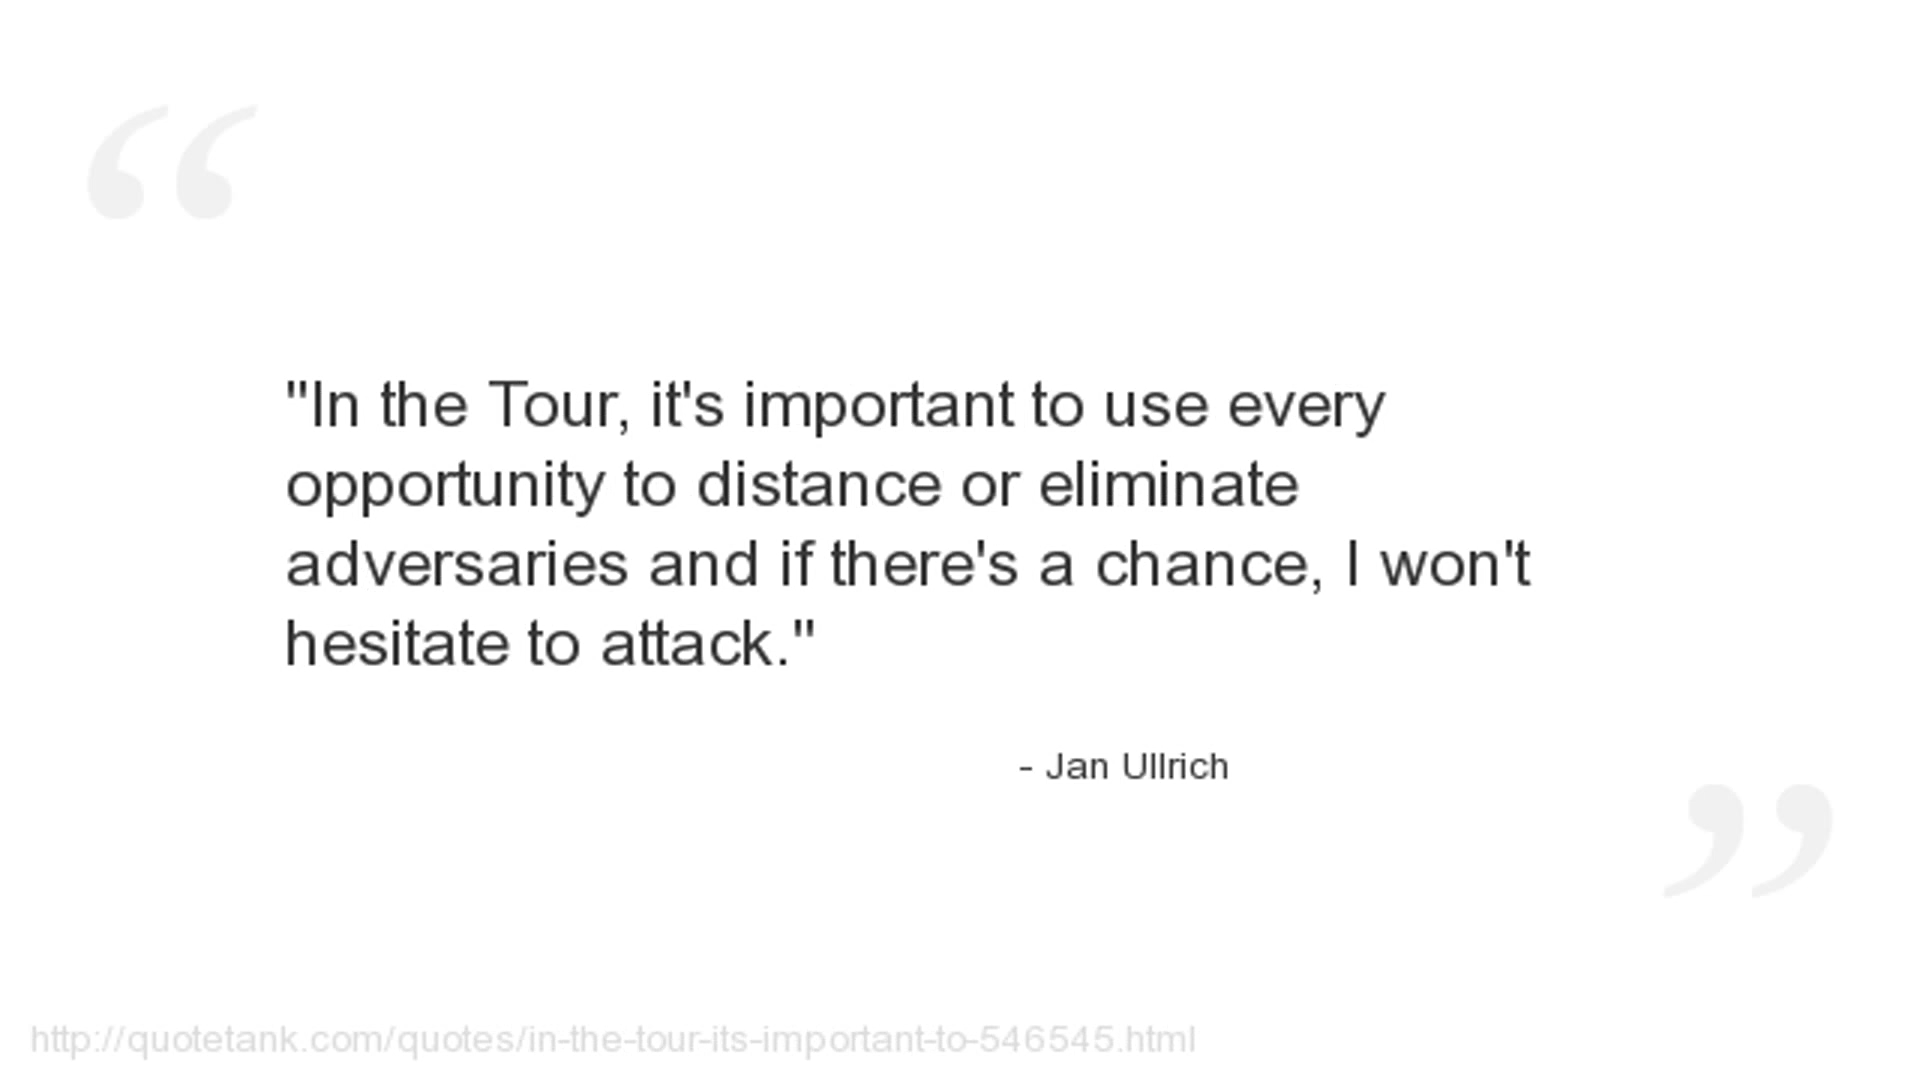 "In the Tour, it's important to use every
opportunity to distance or eliminate
adversaries and if there's a chance, I won't
hesitate to attack."
- Jan Ullrich
http://quotetank.com/quotes/in-the-tour-its-important-to-546545.html